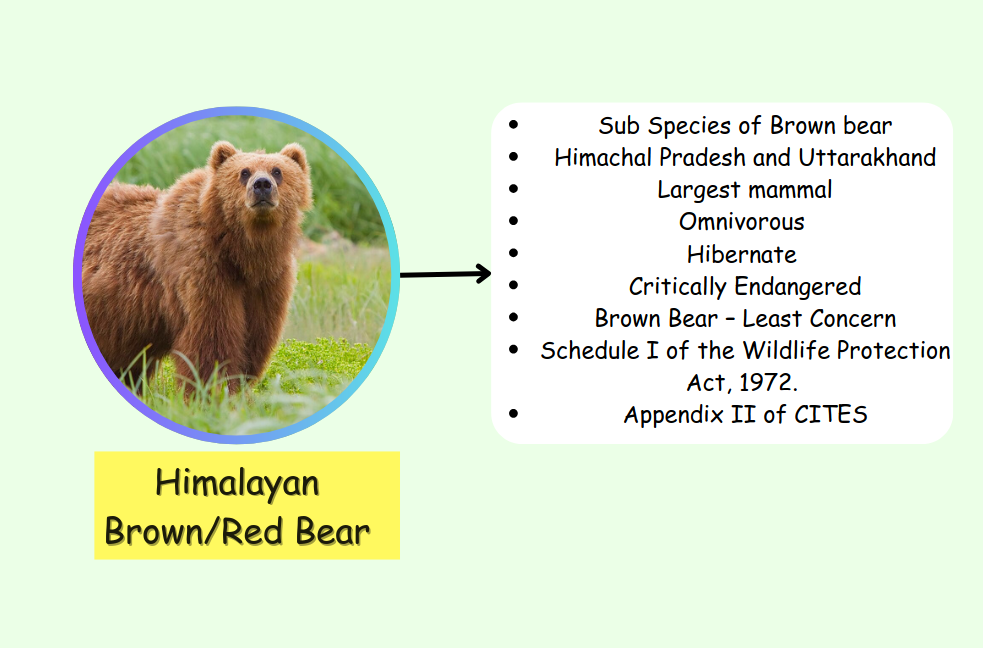 Sub Species of Brown bear
Himachal Pradesh and Uttarakhand
Largest mammal
Omnivorous
Hibernate
Critically Endangered
Brown Bear – Least Concern
Schedule I of the Wildlife Protection
Act, 1972.
Appendix II of CITES
Himalayan
Brown/Red Bear